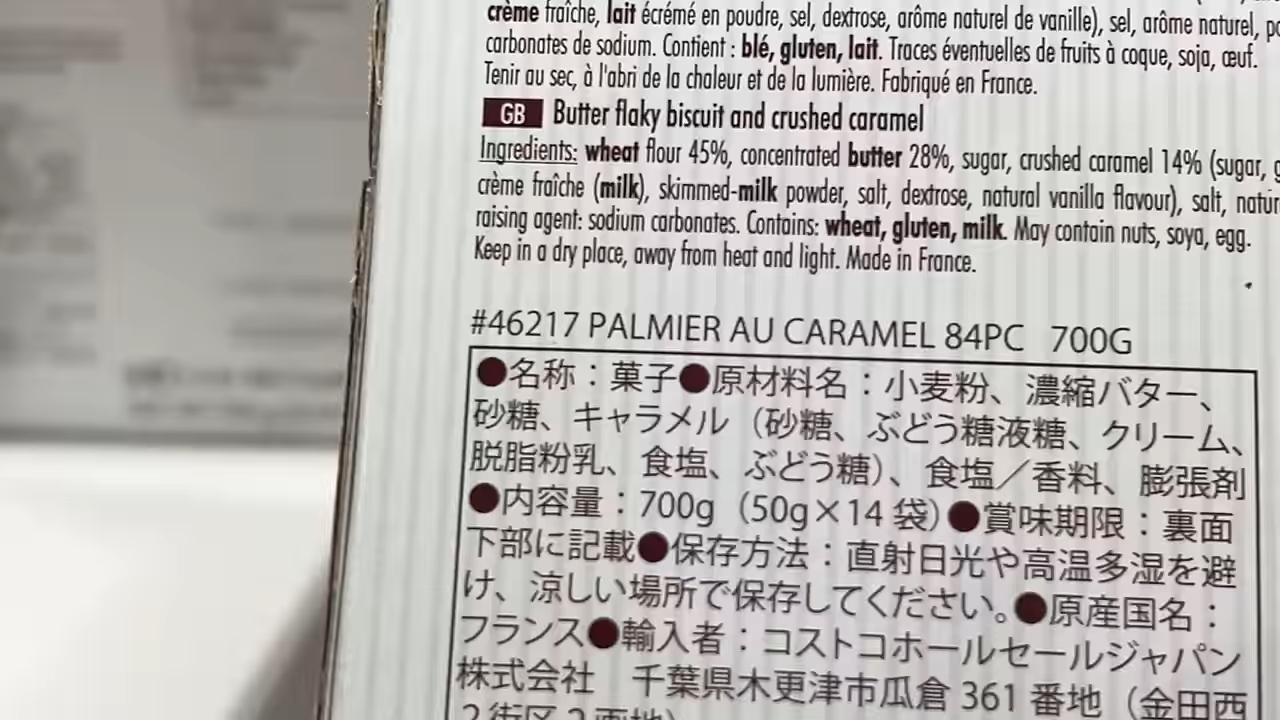 crème fraîche, lait écrémé en poudre, sel, dextrose, arôme naturel de vanille), sel, arôme naturel,
carbonates de sodium. Contient : blé, gluten, lait. Traces éventuelles de fruits à coque, soja, œuf.
Tenir au sec, à l'abri de la chaleur et de la lumière. Fabriqué en France.
GB Butter flaky biscuit and crushed caramel
Ingredients: wheat flour 45%, concentrated butter 28%, sugar, crushed caramel 14% (sugar,
crème fraîche (milk), skimmed-milk powder, salt, dextrose, natural vanilla flavour), salt,
raising agent: sodium carbonates. Contains: wheat, gluten, milk. May contain nuts, soya, egg.
Keep in a dry place, away from heat and light. Made in France.
#46217 PALMIER AU CARAMEL 84PC 700G
●名称：菓子●原材料名：小麦粉、濃縮バター、
砂糖、キャラメル（砂糖、ぶどう糖液糖、クリーム、
脱脂粉乳、食塩、ぶどう糖）、食塩／香料、膨張剤
●内容量：700g（50g×14 袋）●賞味期限：裏面
下部に記載●保存方法：直射日光や高温多湿を避
け、涼しい場所で保存してください。●原産国名：
フランス●輸入者：コストコホールセールジャパン
株式会社　千葉県木更津市瓜倉 361 番地（金田西